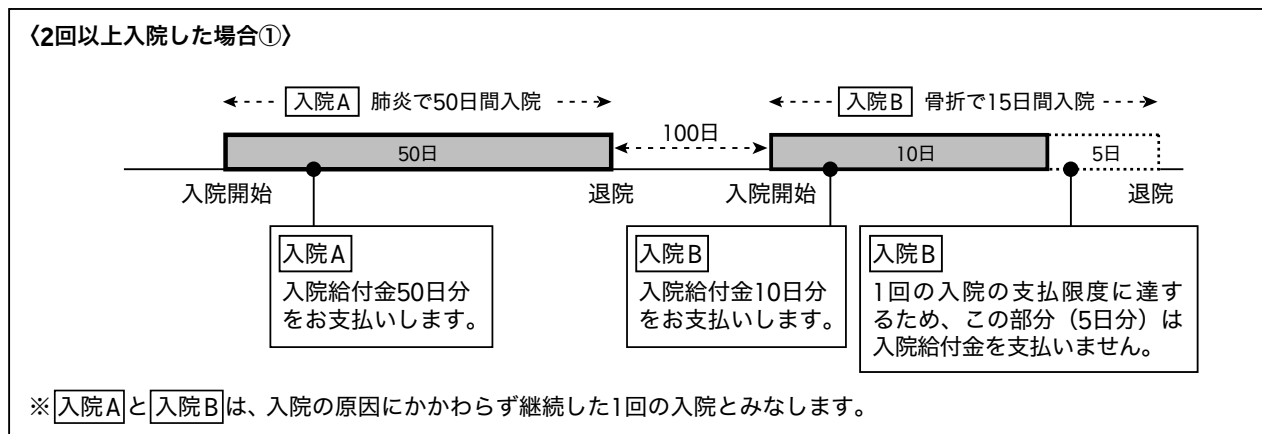 〈2回以上入院した場合①〉
入院A 肺炎で50日間入院
入院B 骨折で15日間入院
100日
50日
10日
5日
入院開始
退院
入院開始
退院
入院A
入院給付金50日分
をお支払いします。
入院B
入院給付金10日分
をお支払いします。
入院B
1回の入院の支払限度に達す
るため、この部分（5日分）は
入院給付金を支払いません。
※入院Aと入院Bは、入院の原因にかかわらず継続した1回の入院とみなします。